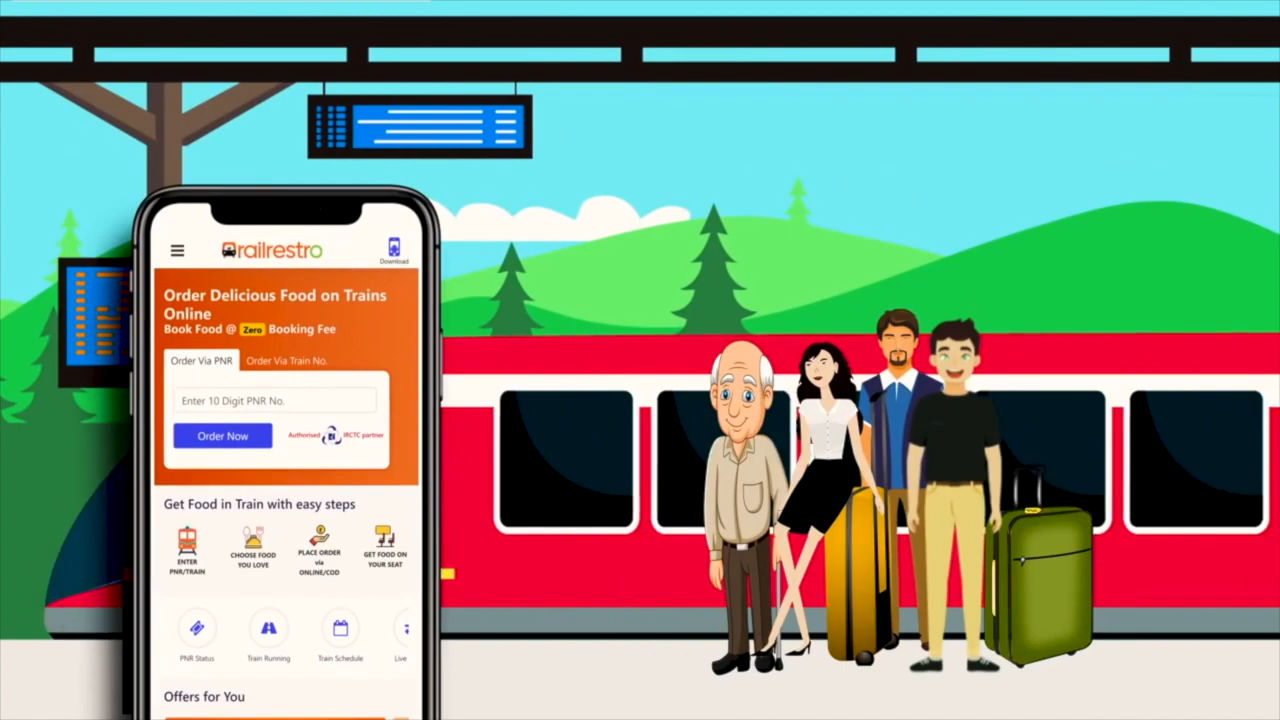 railrestro
Download
Order Delicious Food on Trains
Online
Book Food @ Zero Booking Fee
Order Via PNR
Order Via Train No.
Enter 10 Digit PNR No.
Order Now
Authorised IRCTC partner
Get Food in Train with easy steps
ENTER
PNR/TRAIN
CHOOSE FOOD
YOU LOVE
PLACE ORDER
via
ONLINE/COD
GET FOOD ON
YOUR SEAT
PNR Status
Train Running
Train Schedule
Live
Offers for You